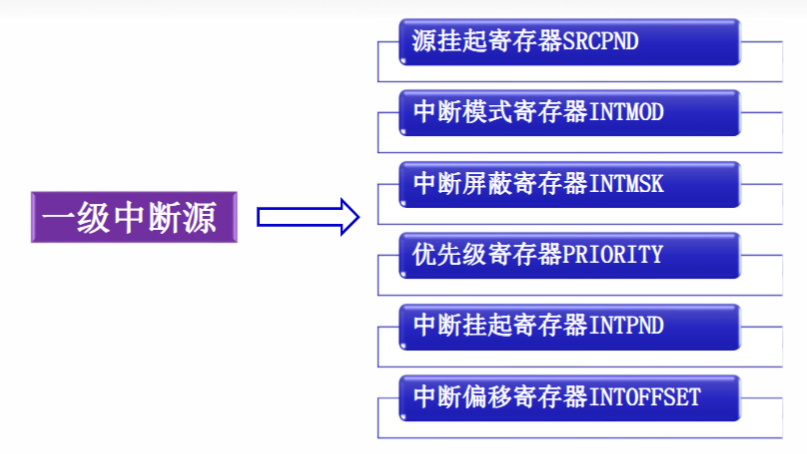 一级中断源
源挂起寄存器SRCPND
中断模式寄存器INTMOD
中断屏蔽寄存器INTMSK
优先级寄存器PRIORITY
中断挂起寄存器INTPND
中断偏移寄存器INTOFFSET